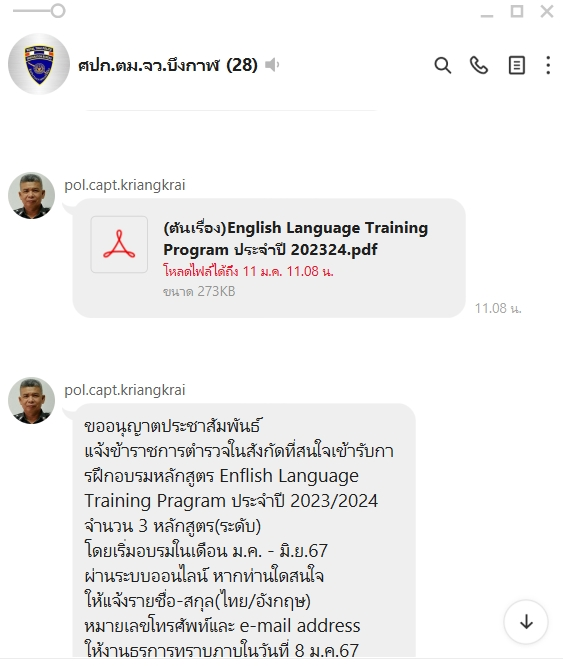 ศปก.ตม.จว.บึงกาฬ (28)
pol.capt.kriangkrai
(ต้นเรื่อง)English Language Training
Program ประจำปี 202324.pdf
โหลดไฟล์ได้ถึง 11 ม.ค. 11.08 น.
ขนาด 273KB
11.08 น.
pol.capt.kriangkrai
ขออนุญาตประชาสัมพันธ์
แจ้งข้าราชการตำรวจในสังกัดที่สนใจเข้ารับกา
รฝึกอบรมหลักสูตร Enflish Language
Training Pragram ประจำปี 2023/2024
จำนวน 3 หลักสูตร(ระดับ)
โดยเริ่มอบรมในเดือน ม.ค. - มิ.ย.67
ผ่านระบบออนไลน์ หากท่านใดสนใจ
ให้แจ้งรายชื่อ-สกุล(ไทย/อังกฤษ)
หมายเลขโทรศัพท์และ e-mail address
ให้งานธุรการทราบภายในวันที่ 8 ม.ค.67